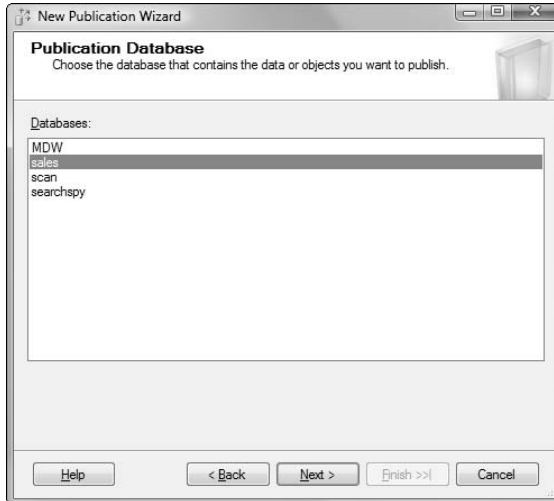 New Publication Wizard
Publication Database
Choose the database that contains the data or objects you want to publish.
Databases:
MDW
sales
scan
searchspy
Help
< Back
Next >
Finish >>|
Cancel